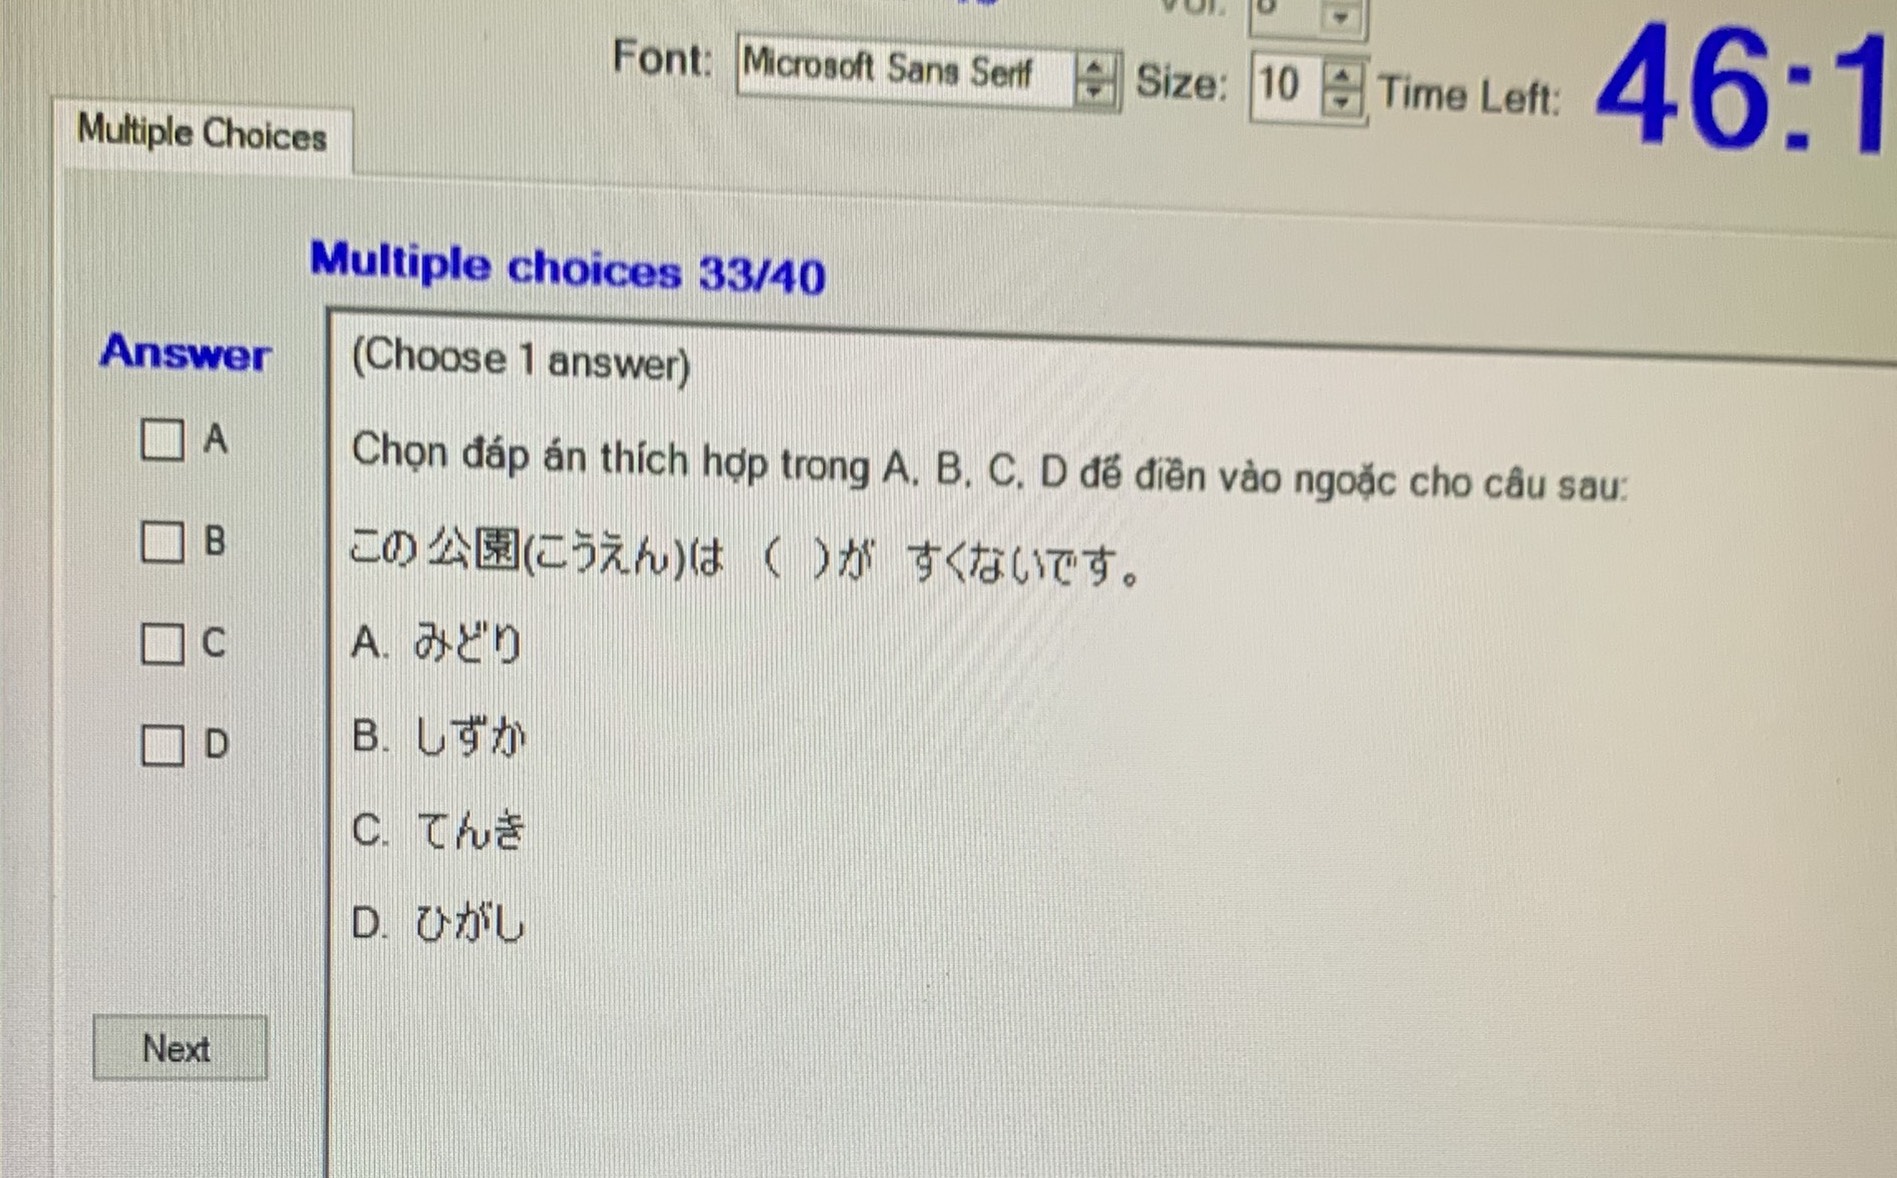 Font: Microsoft Sans Serif Size: 10 Time Left: 46:1
Multiple Choices
Multiple choices 33/40
Answer
(Choose 1 answer)
A
Chọn đáp án thích hợp trong A, B, C, D để điền vào ngoặc cho câu sau:
B
この 公園(こうえん)は ( )が すくないです。
C
A. みどり
D
B. しずか
C. てんき
D. ひがし
Next